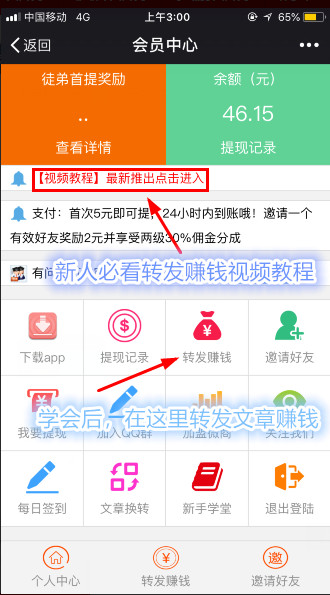 中国移动 4G 上午3:00 65%
返回 会员中心
徒弟首提奖励 余额（元）
.. 46.15
查看详情 提现记录
【视频教程】最新推出点击进入
支付：首次5元即可提，24小时内到账哦！邀请一个
有效好友奖励2元并享受两级30%佣金分成
有问
新人必看转发赚钱视频教程
下载app 提现记录 转发赚钱 邀请好友
学会后，在这里转发文章赚钱
我要提现 加入QQ群 加盟微商 关注我们
每日签到 文章换转 新手学堂 退出登陆
邀
个人中心 转发赚钱 邀请好友